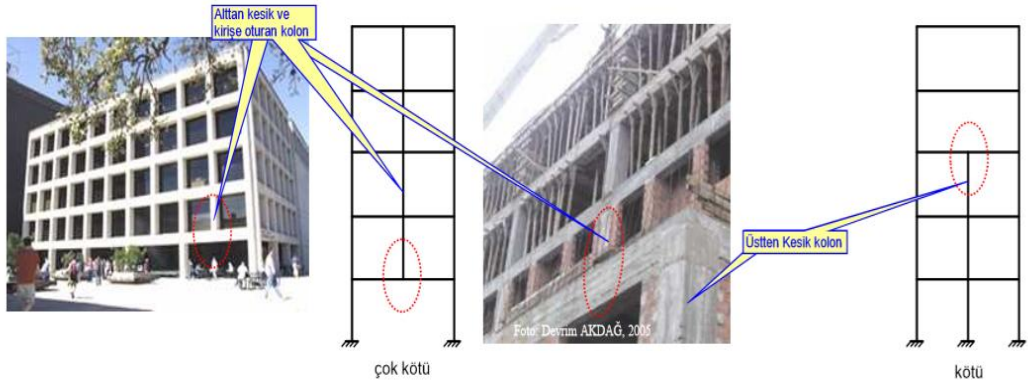 Alttan kesik ve
kirişe oturan kolon
Üstten Kesik kolon
Foto: Devrim AKDAĞ, 2005
çok kötü
kötü